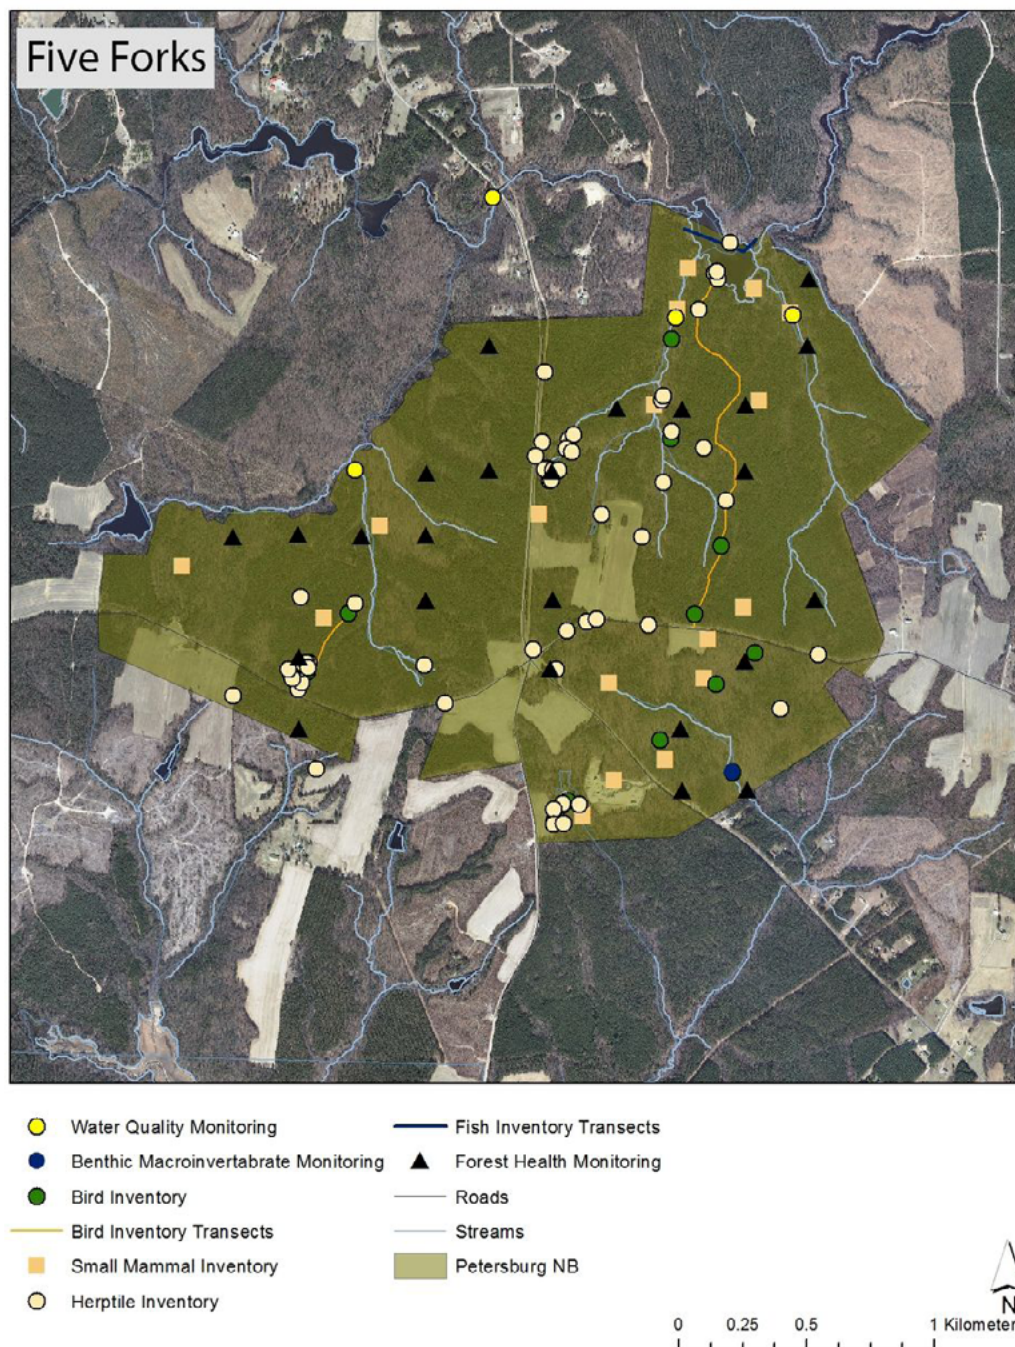 Five Forks
Water Quality Monitoring
Benthic Macroinvertabrate Monitoring
Bird Inventory
Bird Inventory Transects
Small Mammal Inventory
Herptile Inventory
Fish Inventory Transects
Forest Health Monitoring
Roads
Streams
Petersburg NB
N
0 0.25 0.5 1 Kilometer